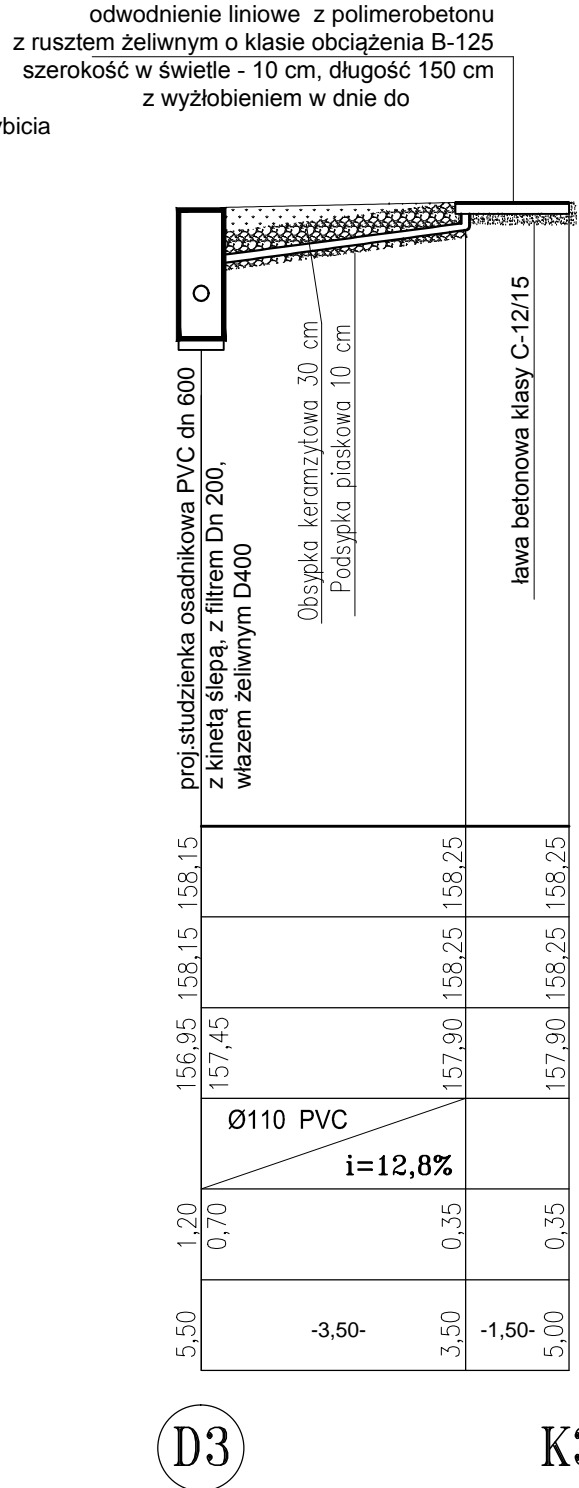 odwodnienie liniowe z polimerobetonu
z rusztem żeliwnym o klasie obciążenia B-125
szerokość w świetle - 10 cm, długość 150 cm
z wyżłobieniem w dnie do
ybicia
proj.studzienka osadnikowa PVC dn 600
z kinetą ślepą, z filtrem Dn 200,
włazem żeliwnym D400
Obsypka keramzytowa 30 cm
Podsypka piaskowa 10 cm
ława betonowa klasy C-12/15
158,15 158,25 158,25
158,15 158,25 158,25
156,95 157,45 157,90 157,90
Ø110 PVC
i=12,8%
1,20 0,70 0,35 0,35
5,50 -3,50- 3,50 -1,50- 5,00
D3 K3